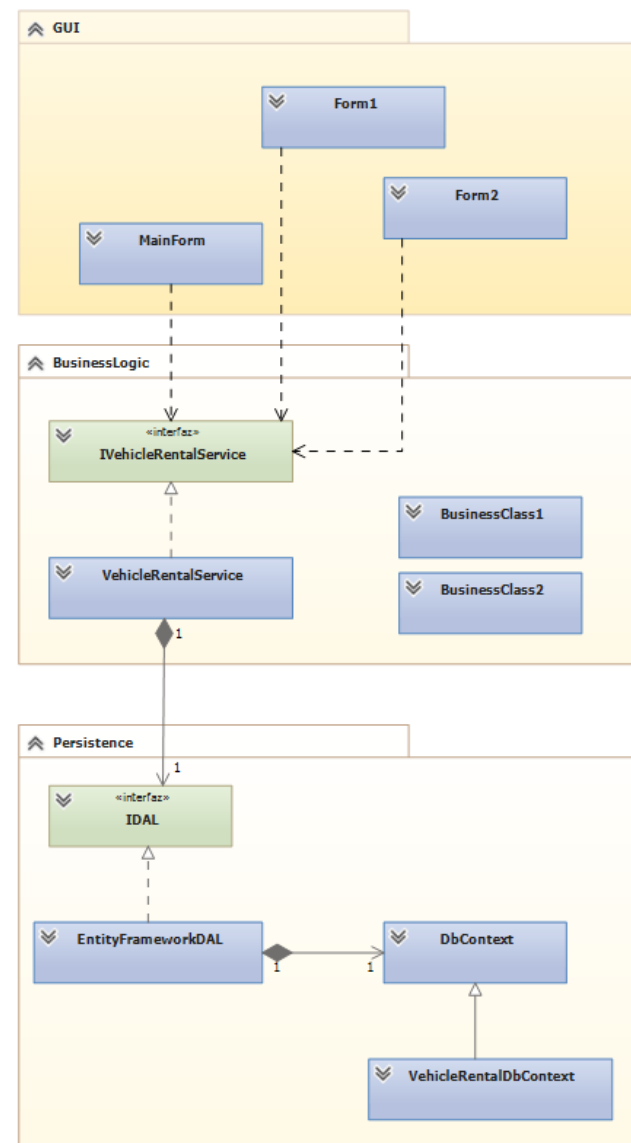 GUI
Form1
Form2
MainForm
BusinessLogic
«interfaz»
IVehicleRentalService
BusinessClass1
VehicleRentalService
BusinessClass2
1
Persistence
1
«interfaz»
IDAL
EntityFrameworkDAL
DbContext
1
1
VehicleRentalDbContext